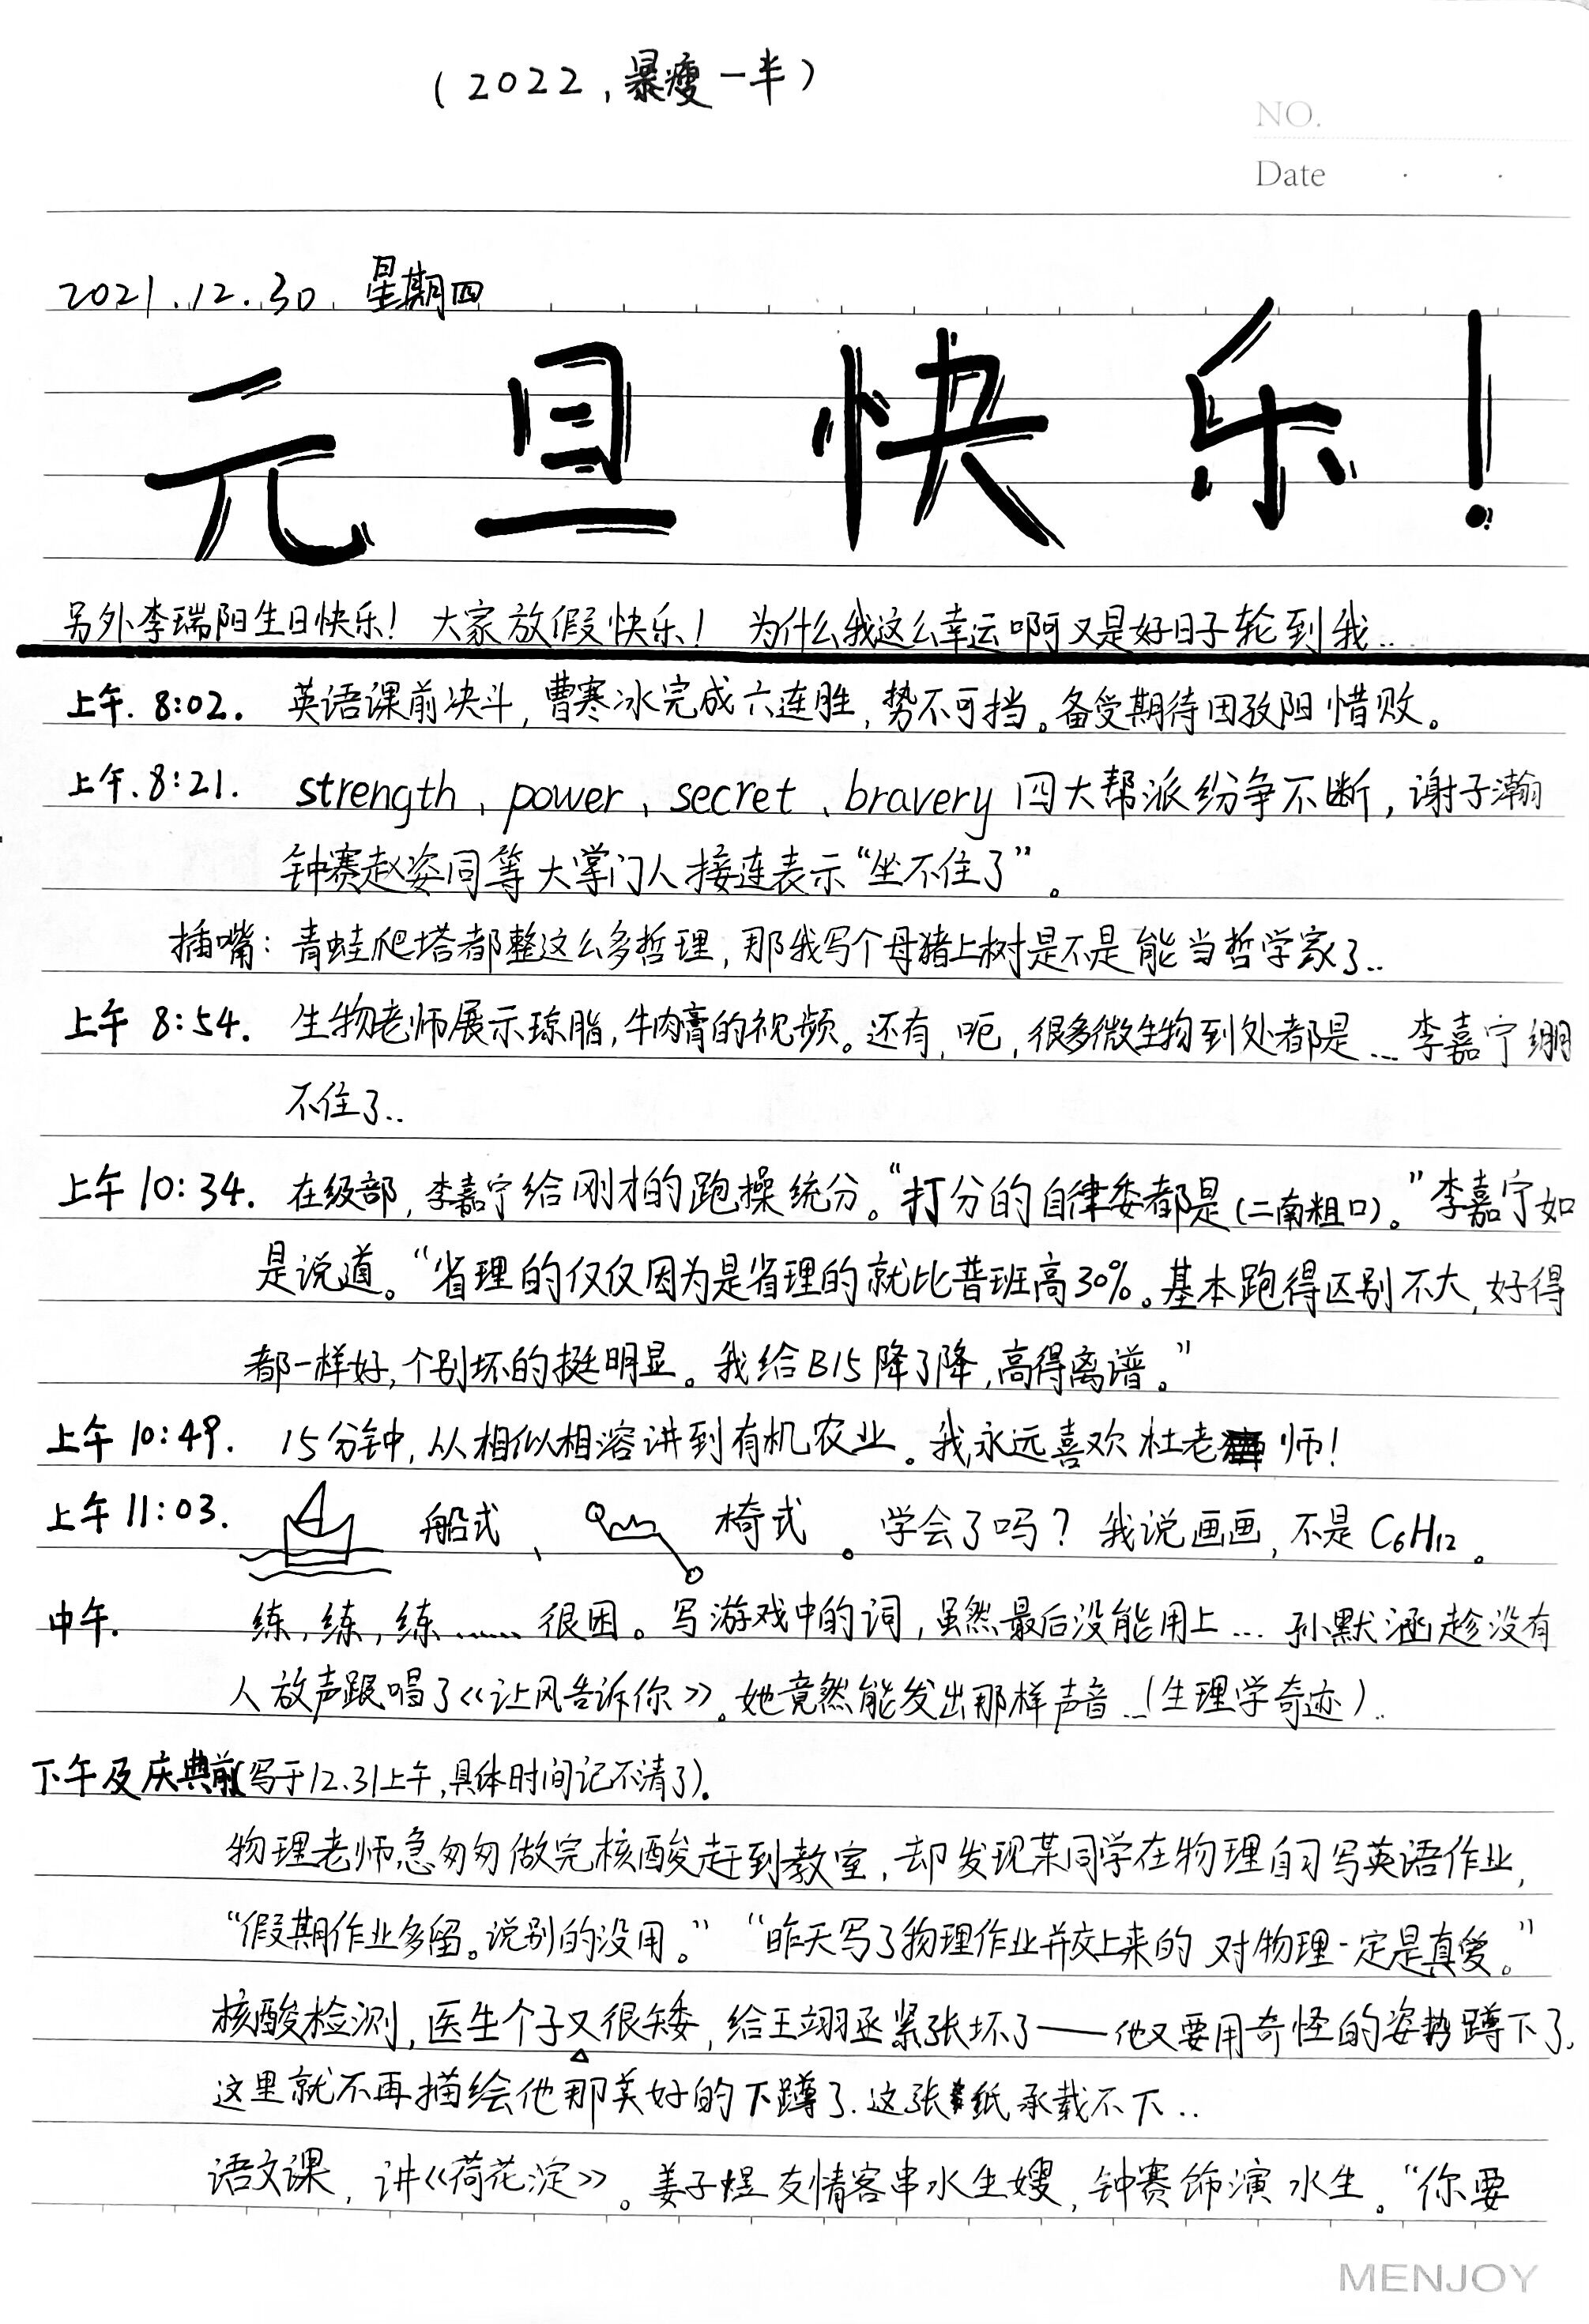 （2022，暴瘦一半）
NO.
Date
2021.12.30. 星期四
元旦快乐！
另外李瑞阳生日快乐！ 大家放假快乐！ 为什么我这么幸运啊又是好日子轮到我...
上午.8:02. 英语课前决斗，曹寒冰完成六连胜，势不可挡。备受期待田孜阳惜败。
上午.8:21. strength、power、secret、bravery 四大帮派纷争不断，谢子瀚
钟赛赵姿同等大掌门人接连表示“坐不住了”。
插嘴：青蛙爬塔都整这么多哲理，那我写个母猪上树是不是能当哲学家了..
上午 8:54. 生物老师展示琼脂，牛肉膏的视频。还有，呃，很多微生物到处都是...李嘉宁绷
不住了..
上午10:34. 在级部，李嘉宁给刚才的跑操统分。“打分的自律委都是(二南粗口)。”李嘉宁如
是说道。“省理的仅仅因为是省理的就比普班高30%。基本跑得区别不大，好得
都一样好，个别坏的挺明显。我给B15降了降，高得离谱。”
上午10:49. 15分钟，从相似相溶讲到有机农业。我永远喜欢杜老师！
上午11:03. 船式、 椅式。学会了吗？我说画画，不是C6H12。
中午. 练，练，练...... 很困。写游戏中的词，虽然最后没能用上... 孙默涵趁没有
人放声跟唱了《让风告诉你》。她竟然能发出那样声音...(生理学奇迹)..
下午及庆典前(写于12.31上午，具体时间记不清了)。
物理老师急匆匆做完核酸赶到教室，却发现某同学在物理自习写英语作业，
“假期作业多留。说别的没用。”“昨天写了物理作业并交上来的 对物理一定是真爱。”
核酸检测，医生个子又很矮，给王翊丞紧张坏了——他又要用奇怪的姿势蹲下了，
这里就不再描绘他那美好的下蹲了.这张纸承载不下..
语文课，讲《荷花淀》。姜子煜友情客串水生嫂，钟赛饰演水生。“你要
MENJOY